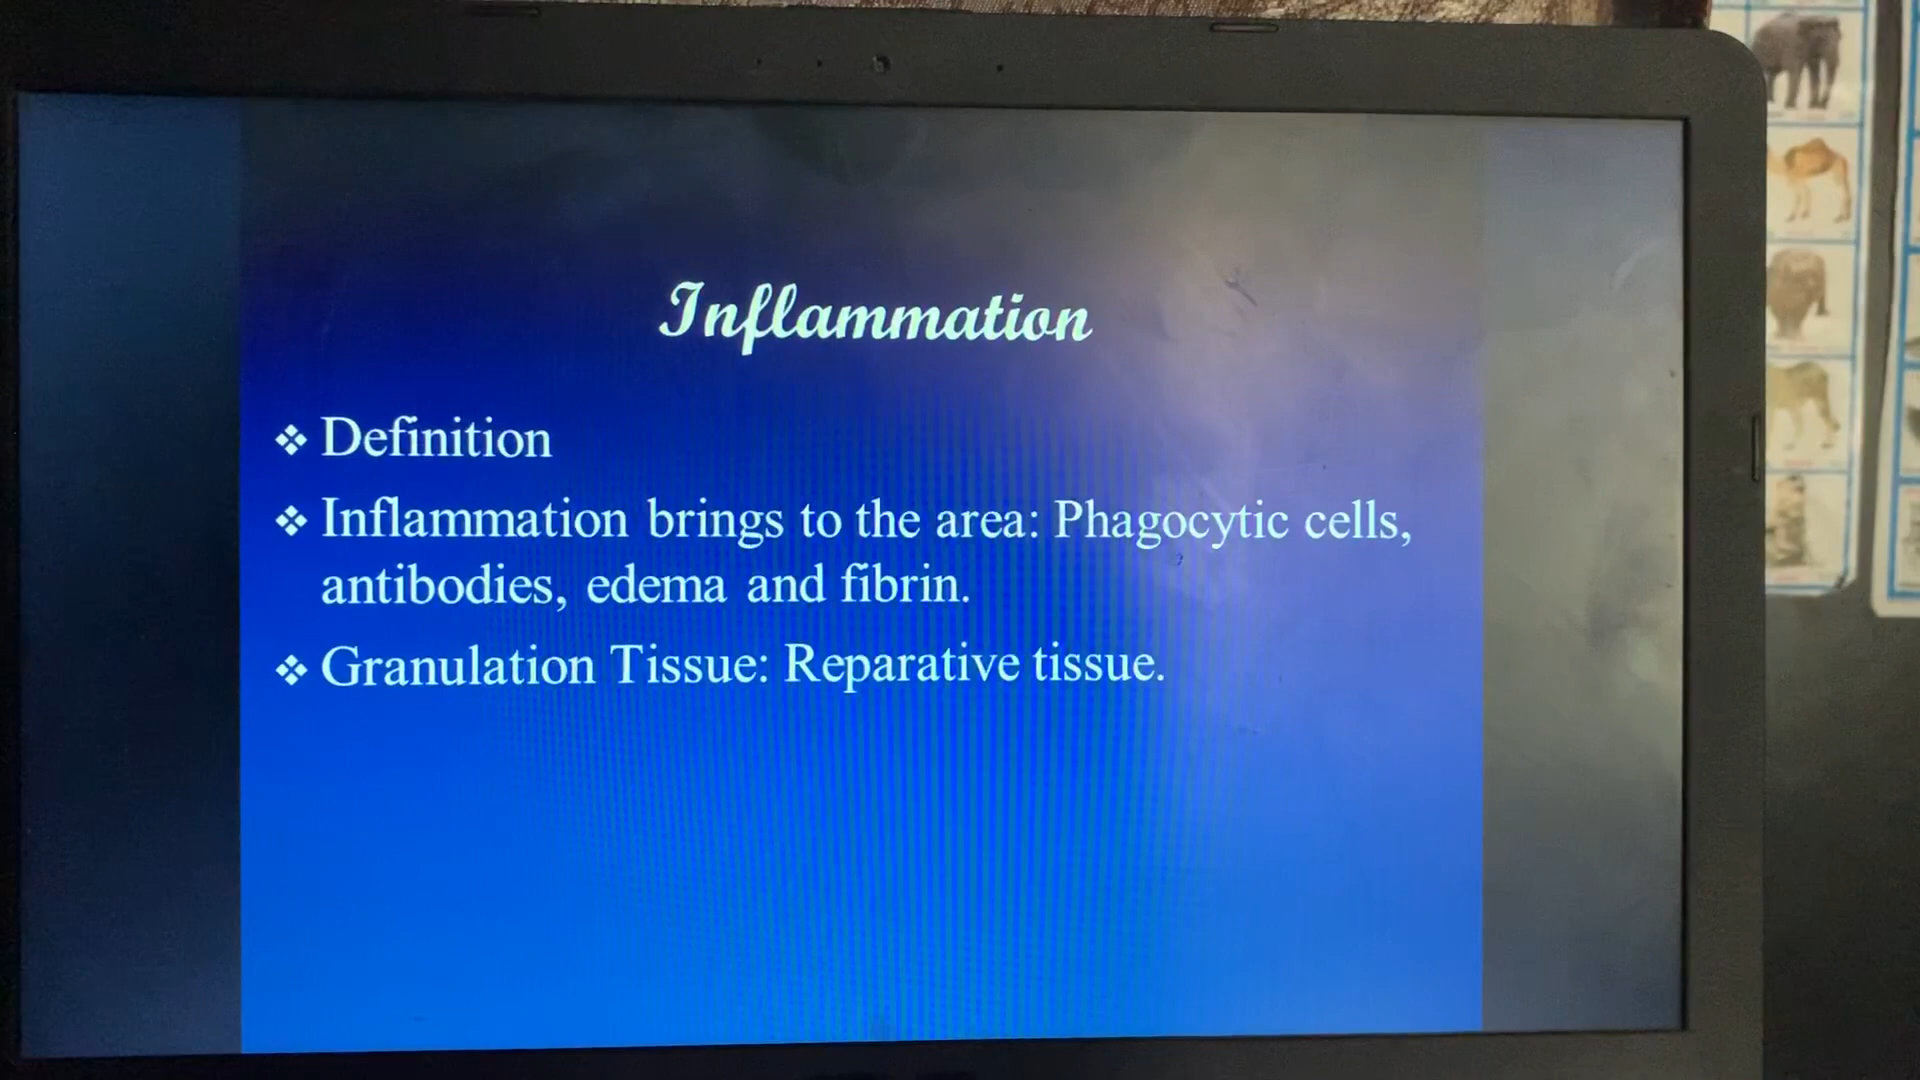 Inflammation
❖ Definition
❖ Inflammation brings to the area: Phagocytic cells,
antibodies, edema and fibrin.
❖ Granulation Tissue: Reparative tissue.